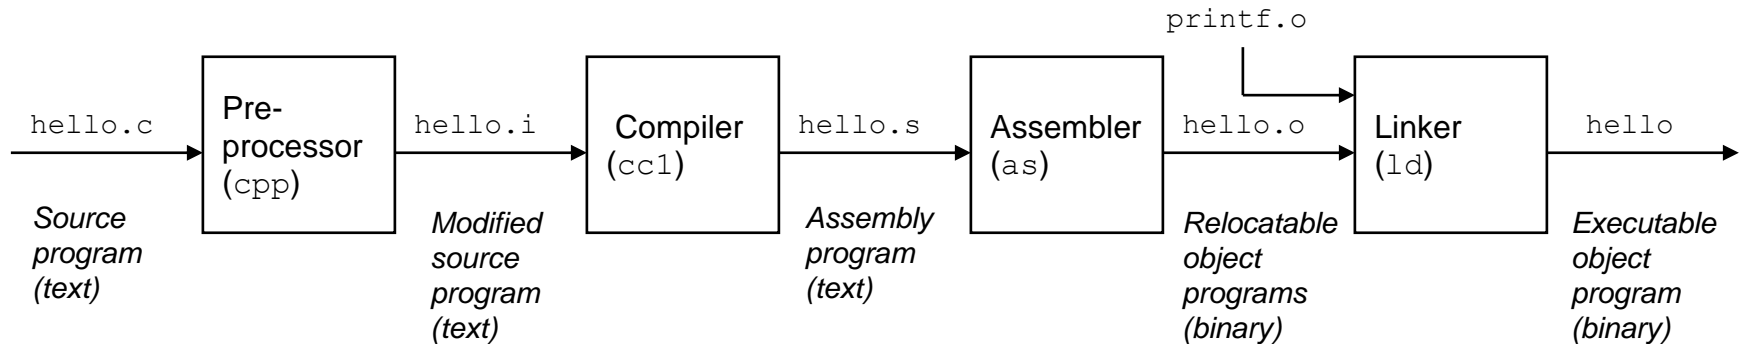 printf.o
hello.c
Pre-
processor
(cpp)
hello.i
Compiler
(cc1)
hello.s
Assembler
(as)
hello.o
Linker
(ld)
hello
Source
program
(text)
Modified
source
program
(text)
Assembly
program
(text)
Relocatable
object
programs
(binary)
Executable
object
program
(binary)